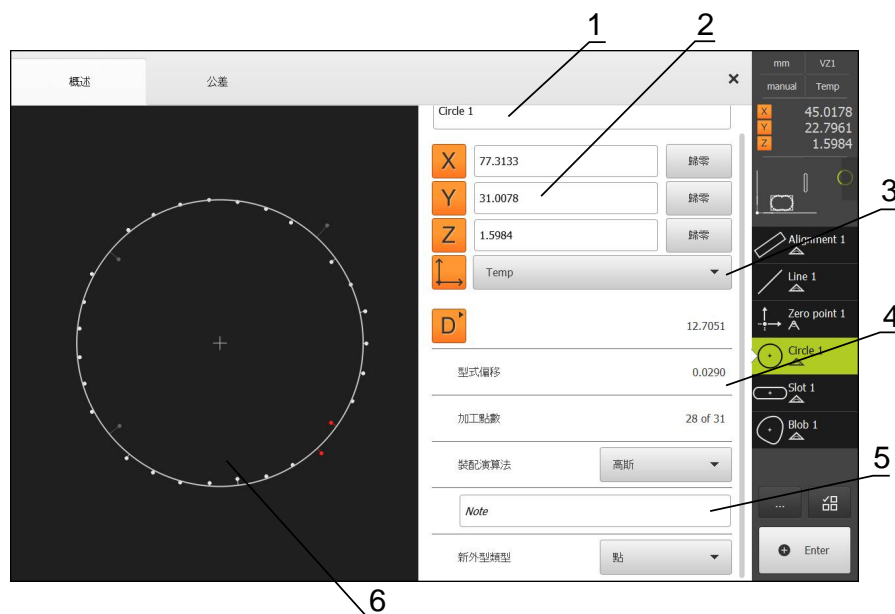 1
2
3
4
5
6
概述
公差
×
Circle 1
X 77.3133 歸零
Y 31.0078 歸零
Z 1.5984 歸零
Temp
D 12.7051
型式偏移 0.0290
加工點數 28 of 31
裝配演算法 高斯
Note
新外型類型 點
mm VZ1
manual Temp
X 45.0178
Y 22.7961
Z 1.5984
Alignment 1
Line 1
Zero point 1
Circle 1
Slot 1
Blob 1
...
Enter